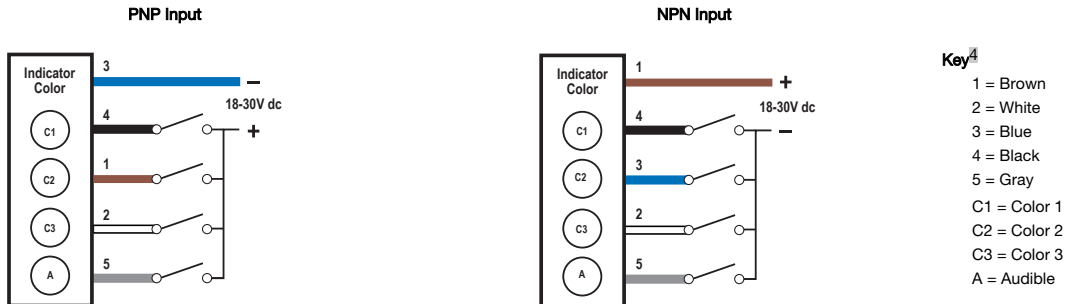 PNP Input
Indicator
Color
3
–
18-30V dc
C1
4
+
C2
1
C3
2
A
5
NPN Input
Indicator
Color
1
+
18-30V dc
C1
4
–
C2
3
C3
2
A
5
Key4
1 = Brown
2 = White
3 = Blue
4 = Black
5 = Gray
C1 = Color 1
C2 = Color 2
C3 = Color 3
A = Audible